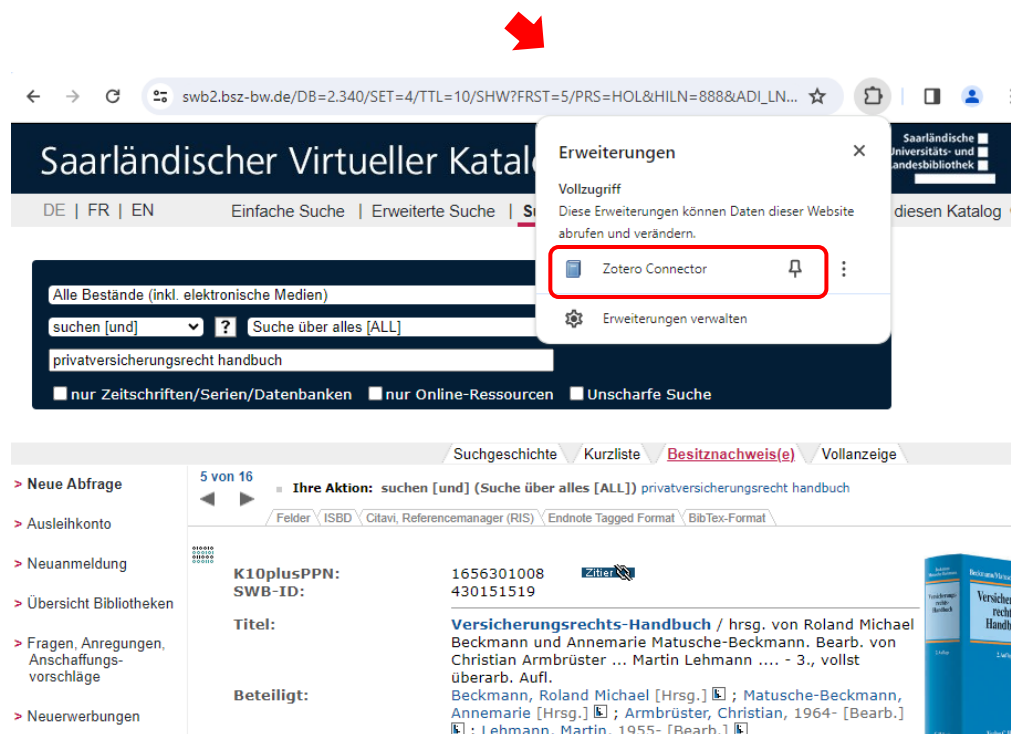 swb2.bsz-bw.de/DB=2.340/SET=4/TTL=10/SHW?FRST=5/PRS=HOL&HILN=888&ADI_LN...
Saarländischer Virtueller Katal
Saarländische
Universitäts- und
Landesbibliothek
DE | FR | EN
Einfache Suche | Erweiterte Suche |
diesen Katalog
Erweiterungen
Vollzugriff
Diese Erweiterungen können Daten dieser Website
abrufen und verändern.
Zotero Connector
Erweiterungen verwalten
Alle Bestände (inkl. elektronische Medien)
suchen [und] ? Suche über alles [ALL]
privatversicherungsrecht handbuch
nur Zeitschriften/Serien/Datenbanken nur Online-Ressourcen Unscharfe Suche
Suchgeschichte Kurzliste Besitznachweis(e) Vollanzeige
> Neue Abfrage
> Ausleihkonto
> Neuanmeldung
> Übersicht Bibliotheken
> Fragen, Anregungen,
Anschaffungs-
vorschläge
> Neuerwerbungen
5 von 16
Ihre Aktion: suchen [und] (Suche über alles [ALL]) privatversicherungsrecht handbuch
Felder ISBD Citavi, Referencemanager (RIS) Endnote Tagged Format BibTex-Format
K10plusPPN: 1656301008 Zitier
SWB-ID: 430151519
Titel: Versicherungsrechts-Handbuch / hrsg. von Roland Michael
Beckmann und Annemarie Matusche-Beckmann. Bearb. von
Christian Armbrüster ... Martin Lehmann .... - 3., vollst
überarb. Aufl.
Beteiligt: Beckmann, Roland Michael [Hrsg.] ; Matusche-Beckmann,
Annemarie [Hrsg.] ; Armbrüster, Christian, 1964- [Bearb.]
; Lehmann, Martin, 1955- [Bearb.]